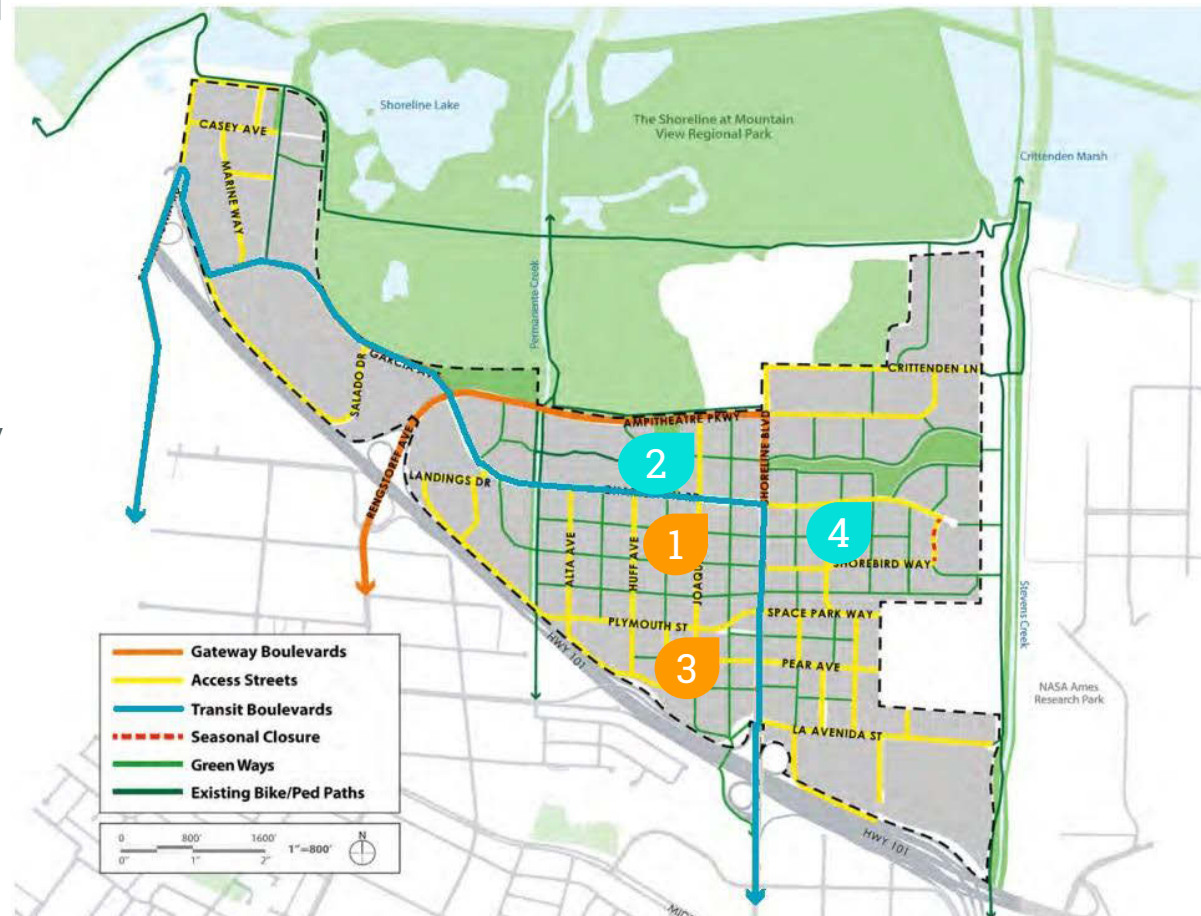 Shoreline Lake
The Shoreline at Mountain
View Regional Park
Crittenden Marsh
CASEY AVE
MARINE WAY
Permanente Creek
SALADO DR
GARCIA AVE
CRITTENDEN LN
AMPITHEATRE PKWY
SHORELINE BLVD
RENGSTORFF AVE
LANDINGS DR
2
1
4
3
ALTA AVE
HUFF AVE
SHOREBIRD WAY
PLYMOUTH ST
SPACE PARK WAY
PEAR AVE
LA AVENIDA ST
HWY 101
HWY 101
Stevens Creek
NASA Ames
Research Park
Gateway Boulevards
Access Streets
Transit Boulevards
Seasonal Closure
Green Ways
Existing Bike/Ped Paths
0 800' 1600'
0" 1" 2"
1"=800'
N